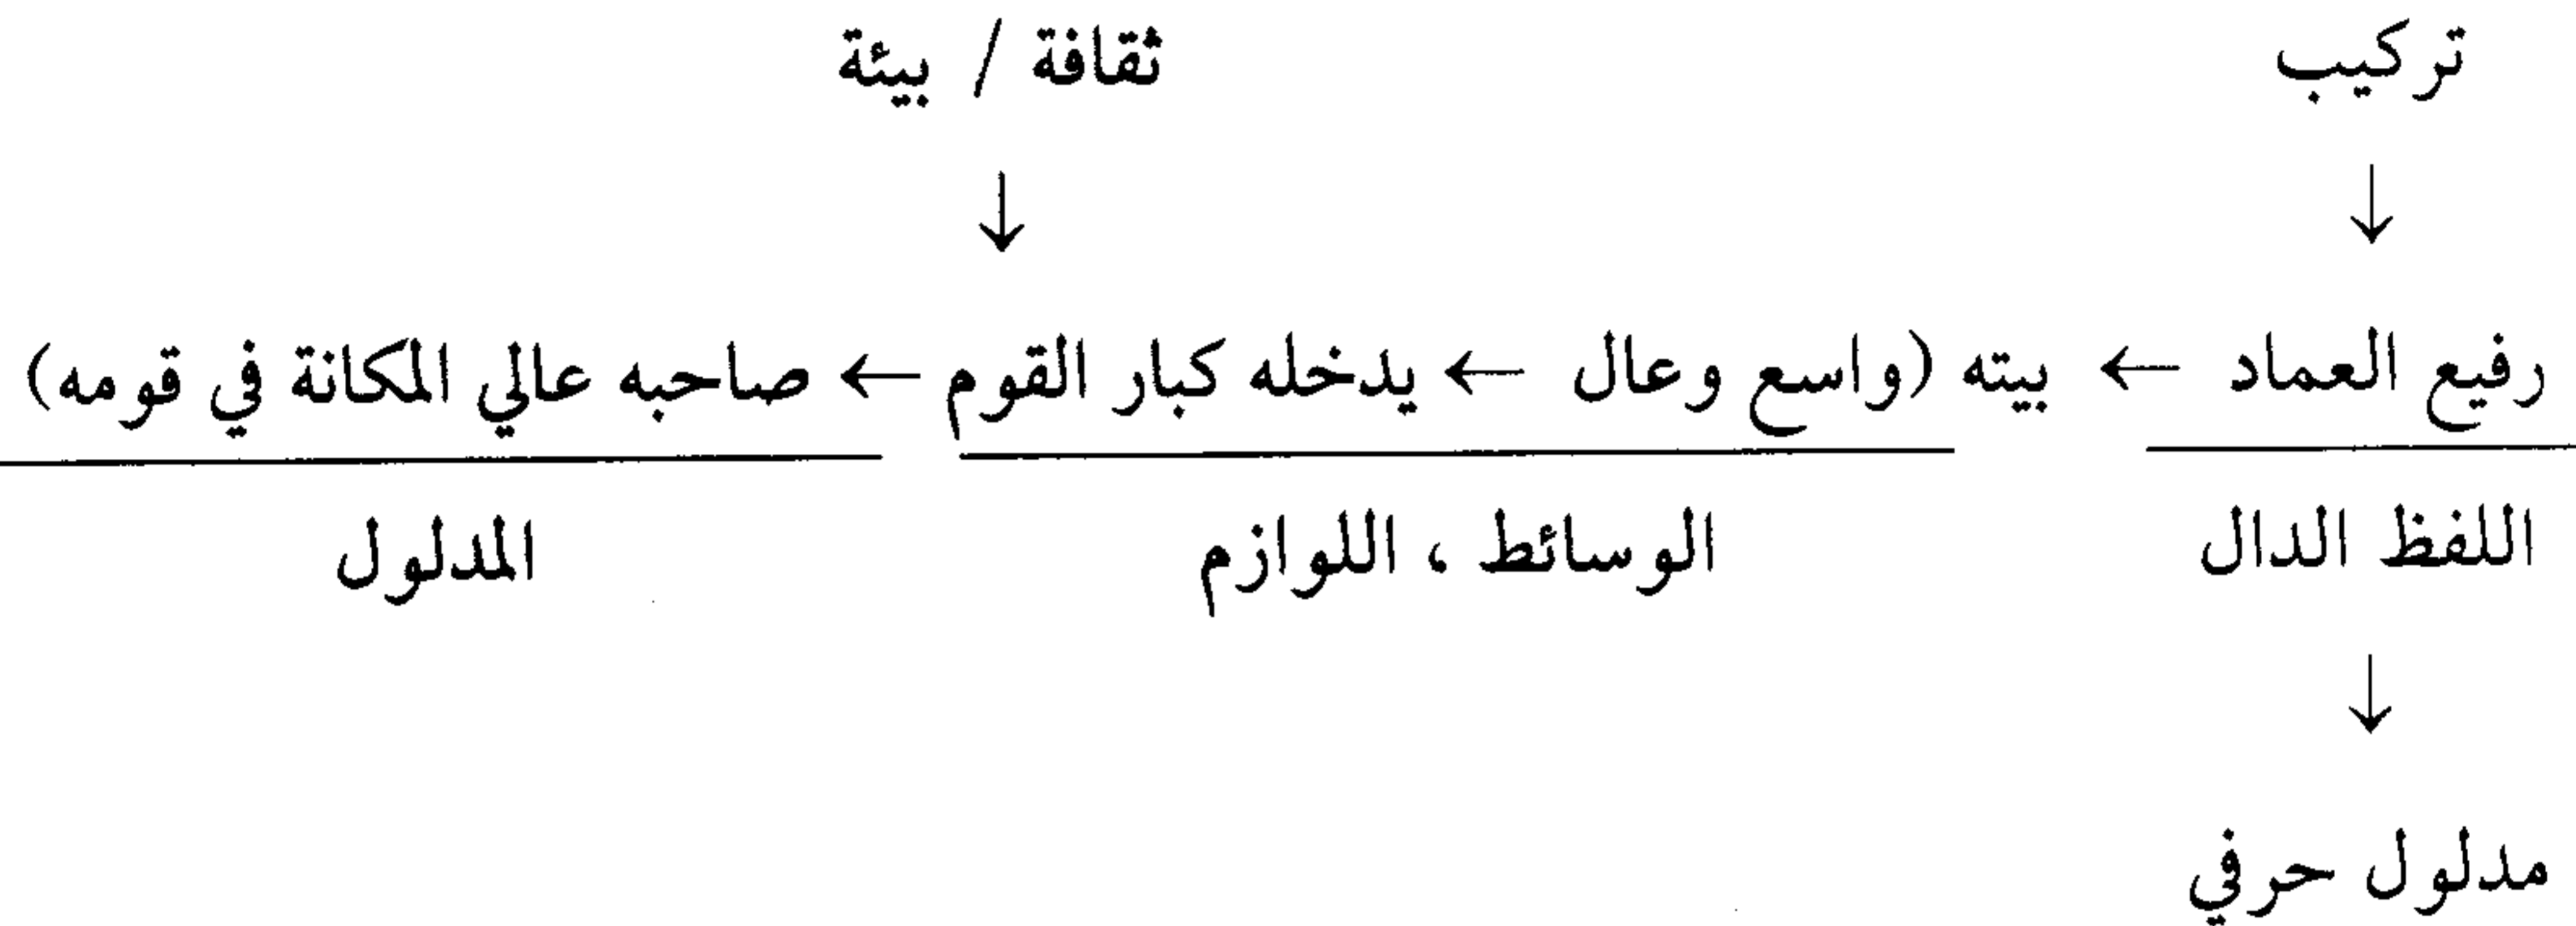 تركيب ثقافة / بيئة
↓ ↓
رفيع العماد ← بيته (واسع وعال ← يدخله كبار القوم ← صاحبه عالي المكانة في قومه)
اللفظ الدال الوسائط ، اللوازم المدلول
↓
مدلول حرفي